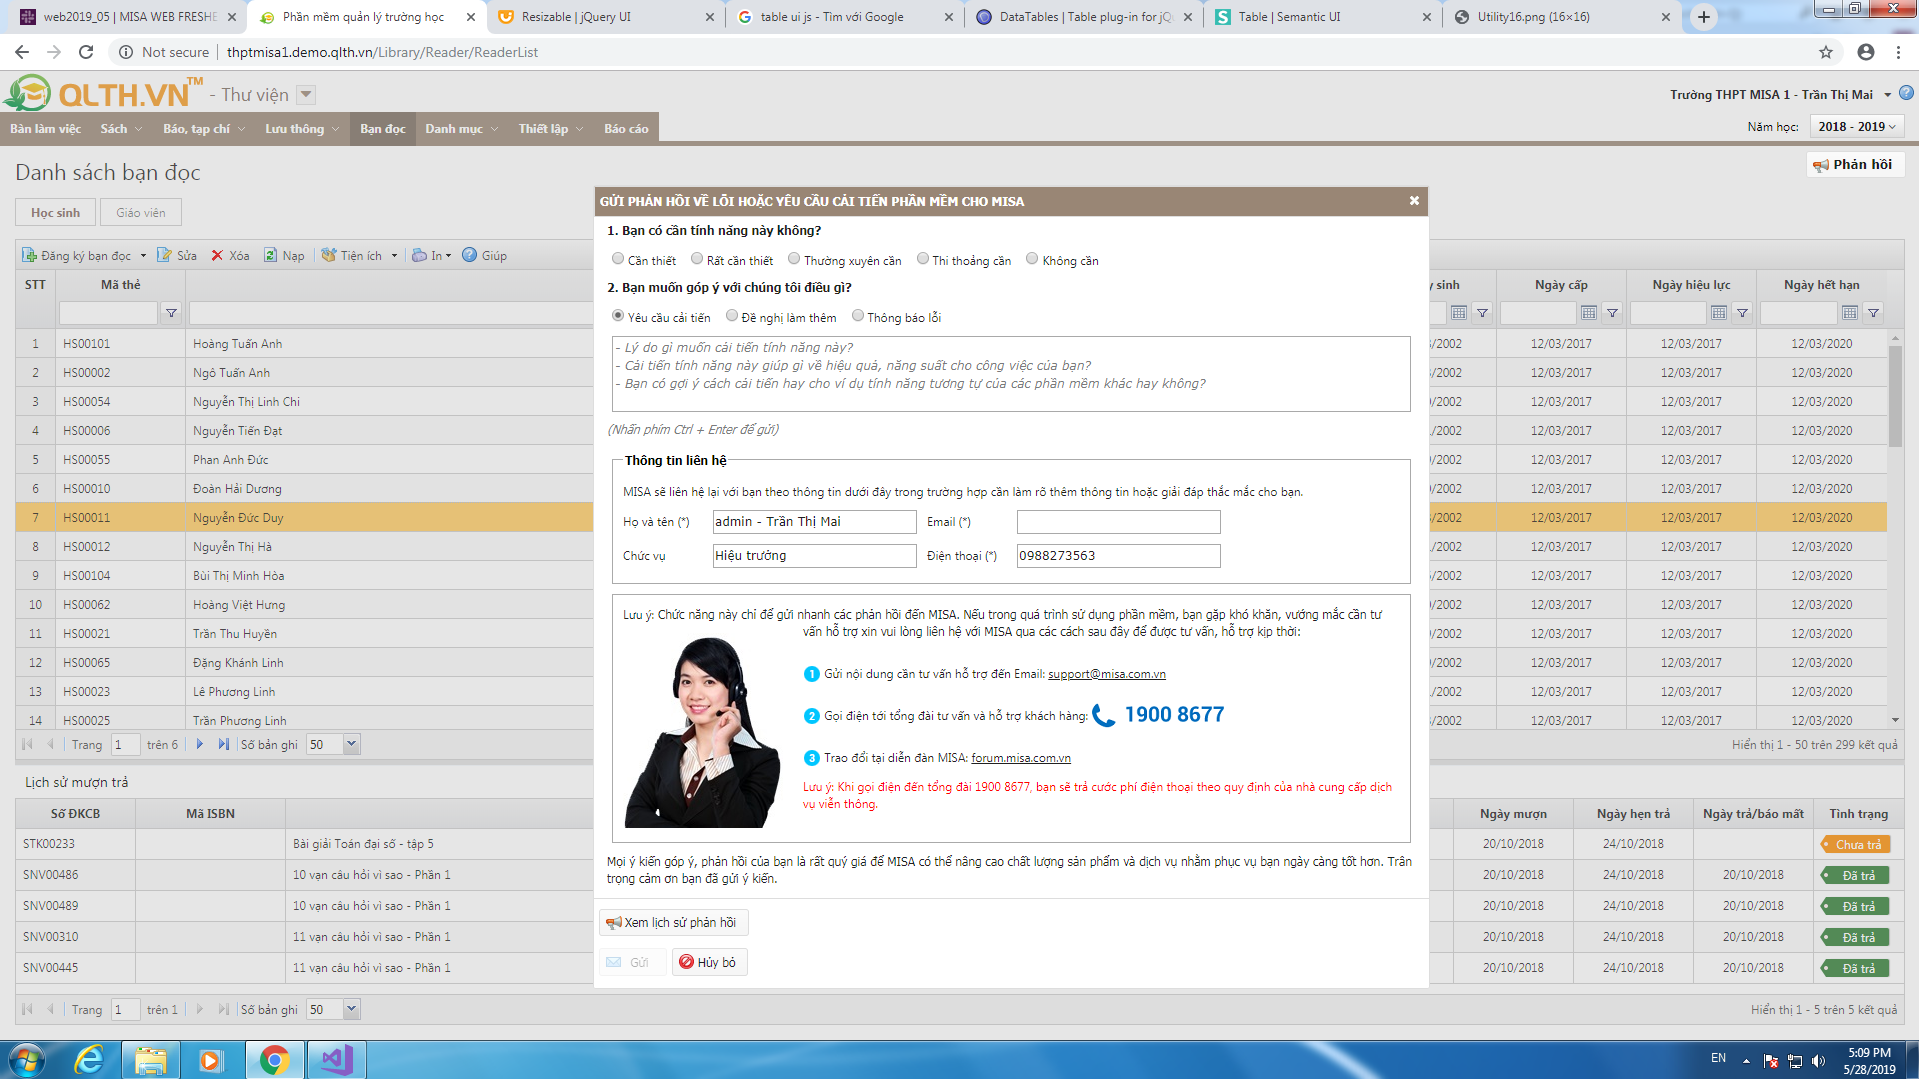 web2019_05 | MISA WEB FRESHE
Phần mềm quản lý trường học
Resizable | jQuery UI
table ui js - Tìm với Google
DataTables | Table plug-in for jQ
Table | Semantic UI
Utility16.png (16×16)
Not secure | thptmisa1.demo.qlth.vn/Library/Reader/ReaderList
QLTH.VN™ - Thư viện
Trường THPT MISA 1 - Trần Thị Mai
Bàn làm việc Sách Báo, tạp chí Lưu thông Bạn đọc Danh mục Thiết lập Báo cáo
Năm học: 2018 - 2019
Danh sách bạn đọc
Phản hồi
Học sinh Giáo viên
Đăng ký bạn đọc Sửa Xóa Nạp Tiện ích In Giúp
STT Mã thẻ y sinh Ngày cấp Ngày hiệu lực Ngày hết hạn
1 HS00101 Hoàng Tuấn Anh /2002 12/03/2017 12/03/2017 12/03/2020
2 HS00002 Ngô Tuấn Anh /2002 12/03/2017 12/03/2017 12/03/2020
3 HS00054 Nguyễn Thị Linh Chi /2002 12/03/2017 12/03/2017 12/03/2020
4 HS00006 Nguyễn Tiến Đạt /2002 12/03/2017 12/03/2017 12/03/2020
5 HS00055 Phan Anh Đức /2002 12/03/2017 12/03/2017 12/03/2020
6 HS00010 Đoàn Hải Dương /2002 12/03/2017 12/03/2017 12/03/2020
7 HS00011 Nguyễn Đức Duy /2002 12/03/2017 12/03/2017 12/03/2020
8 HS00012 Nguyễn Thị Hà /2002 12/03/2017 12/03/2017 12/03/2020
9 HS00104 Bùi Thị Minh Hòa /2002 12/03/2017 12/03/2017 12/03/2020
10 HS00062 Hoàng Việt Hưng /2002 12/03/2017 12/03/2017 12/03/2020
11 HS00021 Trần Thu Huyền /2002 12/03/2017 12/03/2017 12/03/2020
12 HS00065 Đặng Khánh Linh /2002 12/03/2017 12/03/2017 12/03/2020
13 HS00023 Lê Phương Linh /2002 12/03/2017 12/03/2017 12/03/2020
14 HS00025 Trần Phương Linh /2002 12/03/2017 12/03/2017 12/03/2020
Trang 1 trên 6 Số bản ghi 50 Hiển thị 1 - 50 trên 299 kết quả
GỬI PHẢN HỒI VỀ LỖI HOẶC YÊU CẦU CẢI TIẾN PHẦN MỀM CHO MISA
1. Bạn có cần tính năng này không?
Cần thiết Rất cần thiết Thường xuyên cần Thi thoảng cần Không cần
2. Bạn muốn góp ý với chúng tôi điều gì?
Yêu cầu cải tiến Đề nghị làm thêm Thông báo lỗi
- Lý do gì muốn cải tiến tính năng này?
- Cải tiến tính năng này giúp gì về hiệu quả, năng suất cho công việc của bạn?
- Bạn có gợi ý cách cải tiến hay cho ví dụ tính năng tương tự của các phần mềm khác hay không?
(Nhấn phím Ctrl + Enter để gửi)
Thông tin liên hệ
MISA sẽ liên hệ lại với bạn theo thông tin dưới đây trong trường hợp cần làm rõ thêm thông tin hoặc giải đáp thắc mắc cho bạn.
Họ và tên (*) admin - Trần Thị Mai Email (*)
Chức vụ Hiệu trưởng Điện thoại (*) 0988273563
Lưu ý: Chức năng này chỉ để gửi nhanh các phản hồi đến MISA. Nếu trong quá trình sử dụng phần mềm, bạn gặp khó khăn, vướng mắc cần tư
vấn hỗ trợ xin vui lòng liên hệ với MISA qua các cách sau đây để được tư vấn, hỗ trợ kịp thời:
1 Gửi nội dung cần tư vấn hỗ trợ đến Email: support@misa.com.vn
2 Gọi điện tới tổng đài tư vấn và hỗ trợ khách hàng: 1900 8677
3 Trao đổi tại diễn đàn MISA: forum.misa.com.vn
Lưu ý: Khi gọi điện đến tổng đài 1900 8677, bạn sẽ trả cước phí điện thoại theo quy định của nhà cung cấp dịch
vụ viễn thông.
Mọi ý kiến góp ý, phản hồi của bạn là rất quý giá để MISA có thể nâng cao chất lượng sản phẩm và dịch vụ nhằm phục vụ bạn ngày càng tốt hơn. Trân
trọng cảm ơn bạn đã gửi ý kiến.
Xem lịch sử phản hồi
Gửi Hủy bỏ
Lịch sử mượn trả
Số ĐKCB Mã ISBN Ngày mượn Ngày hẹn trả Ngày trả/báo mất Tình trạng
STK00233 Bài giải Toán đại số - tập 5 20/10/2018 24/10/2018 Chưa trả
SNV00486 10 vạn câu hỏi vì sao - Phần 1 20/10/2018 24/10/2018 20/10/2018 Đã trả
SNV00489 10 vạn câu hỏi vì sao - Phần 1 20/10/2018 24/10/2018 20/10/2018 Đã trả
SNV00310 11 vạn câu hỏi vì sao - Phần 1 20/10/2018 24/10/2018 20/10/2018 Đã trả
SNV00445 11 vạn câu hỏi vì sao - Phần 1 20/10/2018 24/10/2018 20/10/2018 Đã trả
Trang 1 trên 1 Số bản ghi 50 Hiển thị 1 - 5 trên 5 kết quả
EN 5:09 PM
5/28/2019